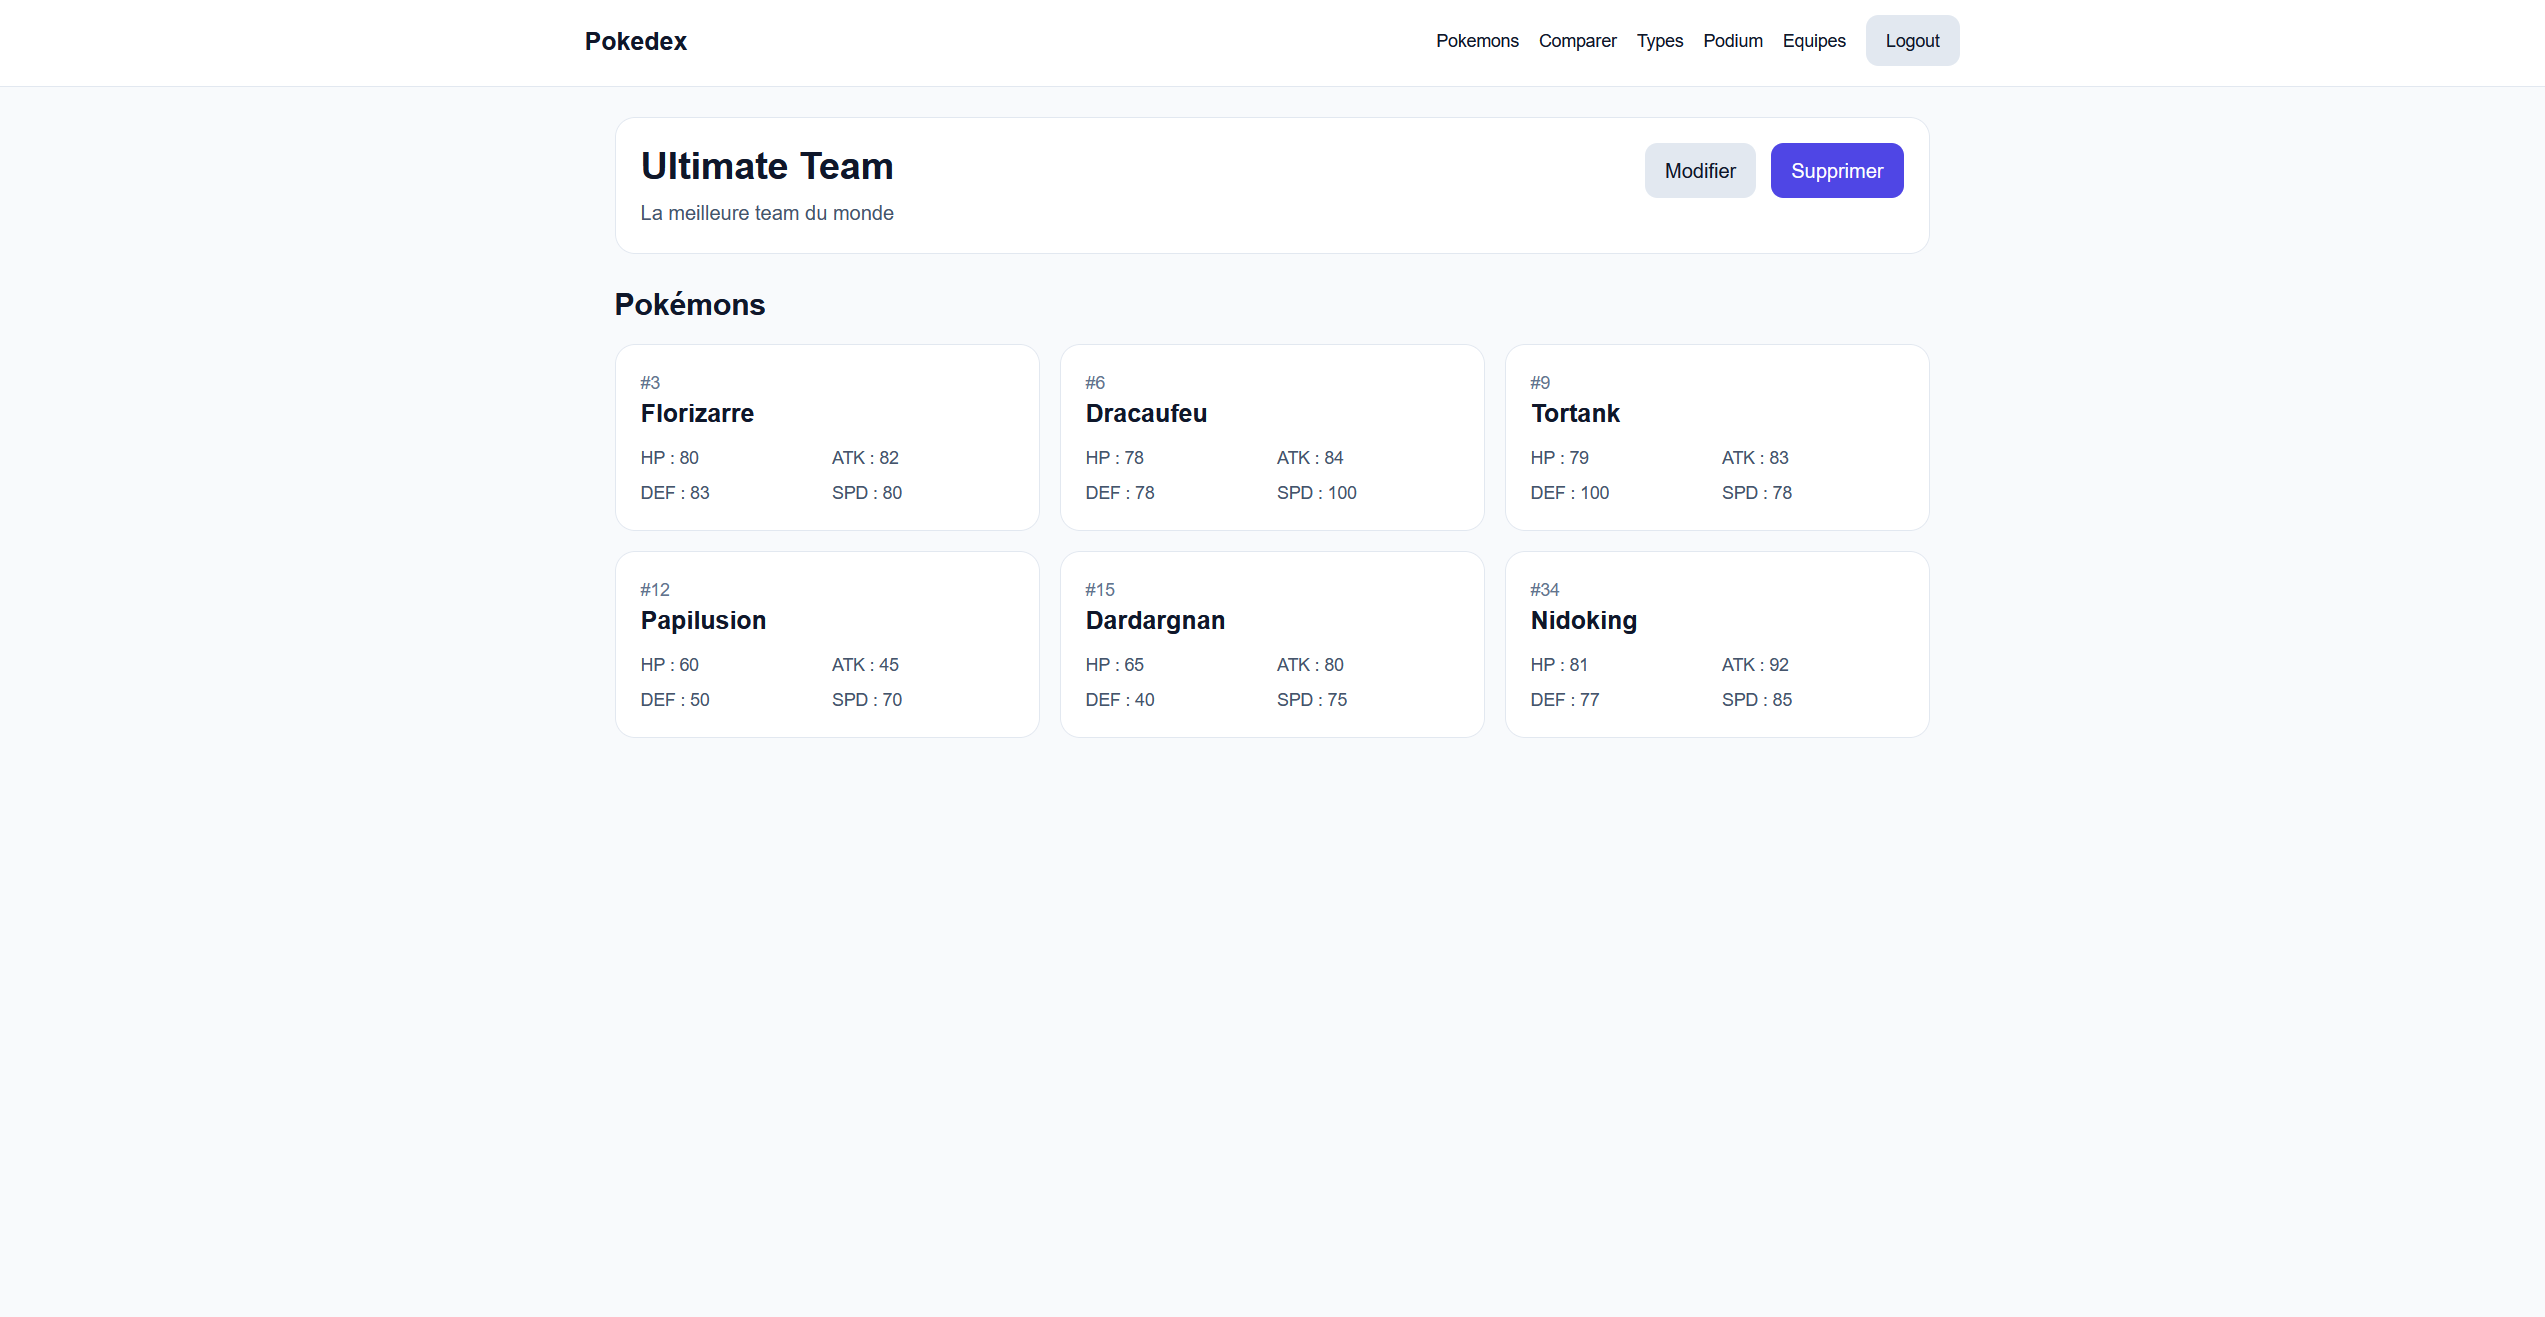 Pokedex
Pokemons Comparer Types Podium Equipes Logout
Ultimate Team
Modifier Supprimer
La meilleure team du monde
Pokémons
#3
Florizarre
HP : 80 ATK : 82
DEF : 83 SPD : 80
#6
Dracaufeu
HP : 78 ATK : 84
DEF : 78 SPD : 100
#9
Tortank
HP : 79 ATK : 83
DEF : 100 SPD : 78
#12
Papilusion
HP : 60 ATK : 45
DEF : 50 SPD : 70
#15
Dardargnan
HP : 65 ATK : 80
DEF : 40 SPD : 75
#34
Nidoking
HP : 81 ATK : 92
DEF : 77 SPD : 85